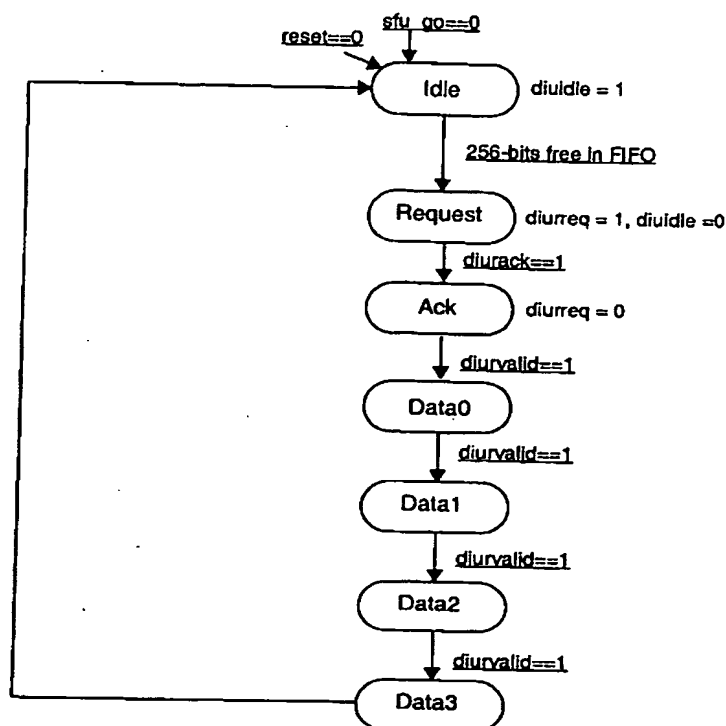 sfu_go==0
reset==0
Idle
diuidle = 1
256-bits free in FIFO
Request
diurreq = 1, diuidle =0
diurack==1
Ack
diurreq = 0
diurvalid==1
Data0
diurvalid==1
Data1
diurvalid==1
Data2
diurvalid==1
Data3